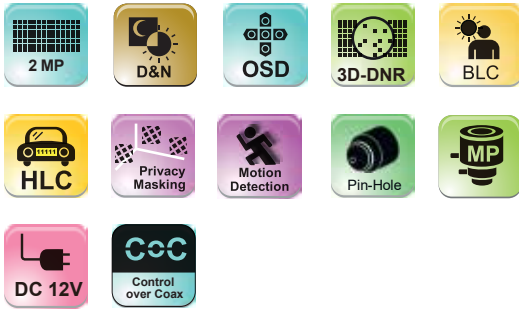 2 MP
D&N
OSD
3D-DNR
BLC
HLC
Privacy
Masking
Motion
Detection
Pin-Hole
MP
DC 12V
CoC
Control
over Coax